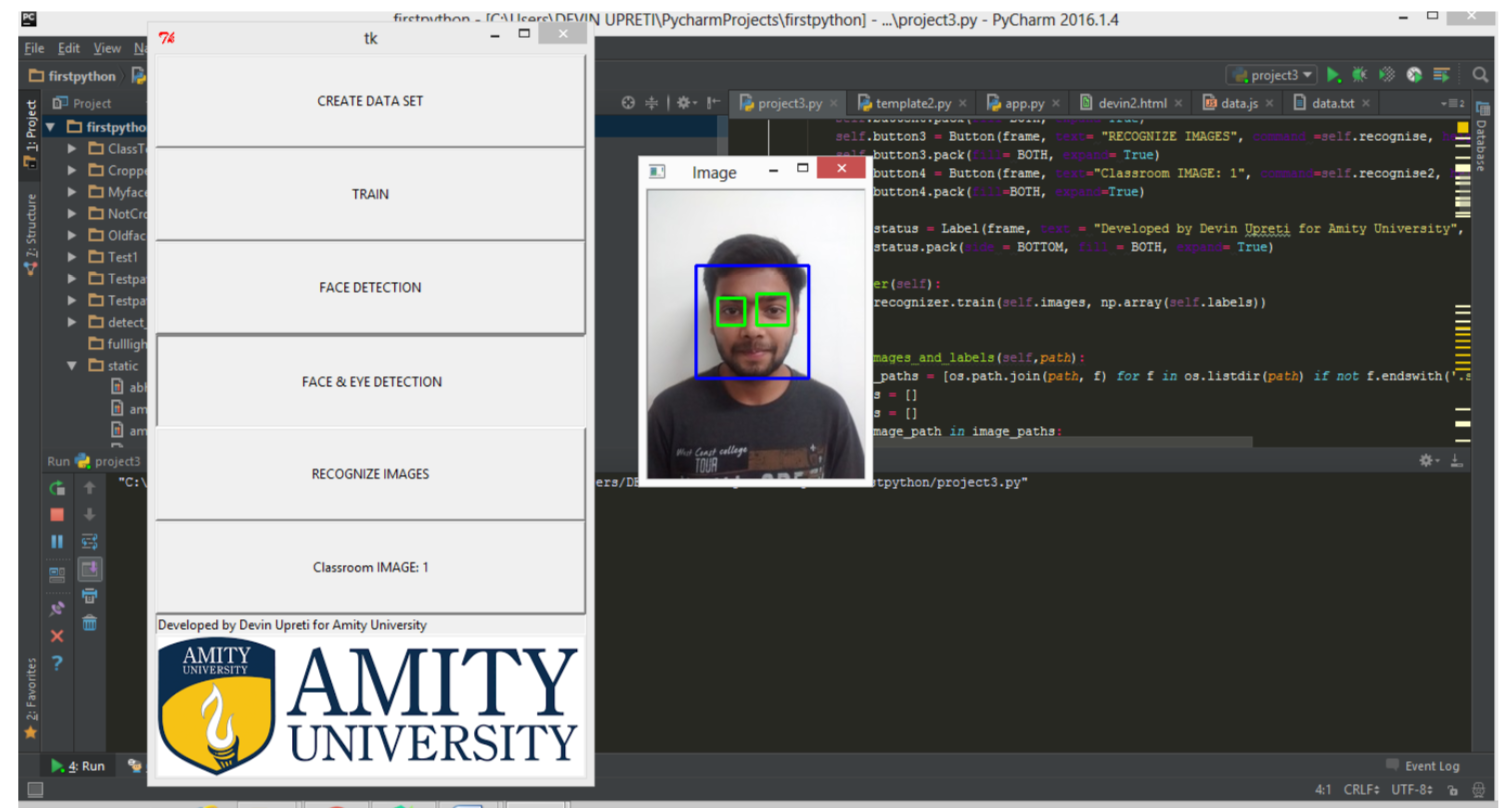 firstpython - [C:\Users\DEVIN UPRETI\PycharmProjects\firstpython] - ...\project3.py - PyCharm 2016.1.4
File Edit View
firstpython
project3
Project
project3.py template2.py app.py devin2.html data.js data.txt
1: Project
7: Structure
2: Favorites
Database
firstpytho
ClassT
Croppe
Myface
NotCro
Oldfac
Test1
Testpa
Testpa
detect_
fullligh
static
abl
am
am
tk
CREATE DATA SET
TRAIN
FACE DETECTION
FACE & EYE DETECTION
RECOGNIZE IMAGES
Classroom IMAGE: 1
Developed by Devin Upreti for Amity University
AMITY
UNIVERSITY
AMITY
UNIVERSITY
Image
West Coast college
TOUR
self.button3 = Button(frame, text= "RECOGNIZE IMAGES", command =self.recognise,
self.button3.pack(fill= BOTH, expand= True)
button4 = Button(frame, text="Classroom IMAGE: 1", command=self.recognise2,
button4.pack(fill=BOTH, expand=True)
status = Label(frame, text = "Developed by Devin Upreti for Amity University",
status.pack(side = BOTTOM, fill = BOTH, expand= True)
er(self):
recognizer.train(self.images, np.array(self.labels))
mages_and_labels(self,path):
_paths = [os.path.join(path, f) for f in os.listdir(path) if not f.endswith('.s
s = []
s = []
mage_path in image_paths:
Run project3
"C:\
ers/DE
stpython/project3.py"
4: Run
Event Log
4:1 CRLF UTF-8